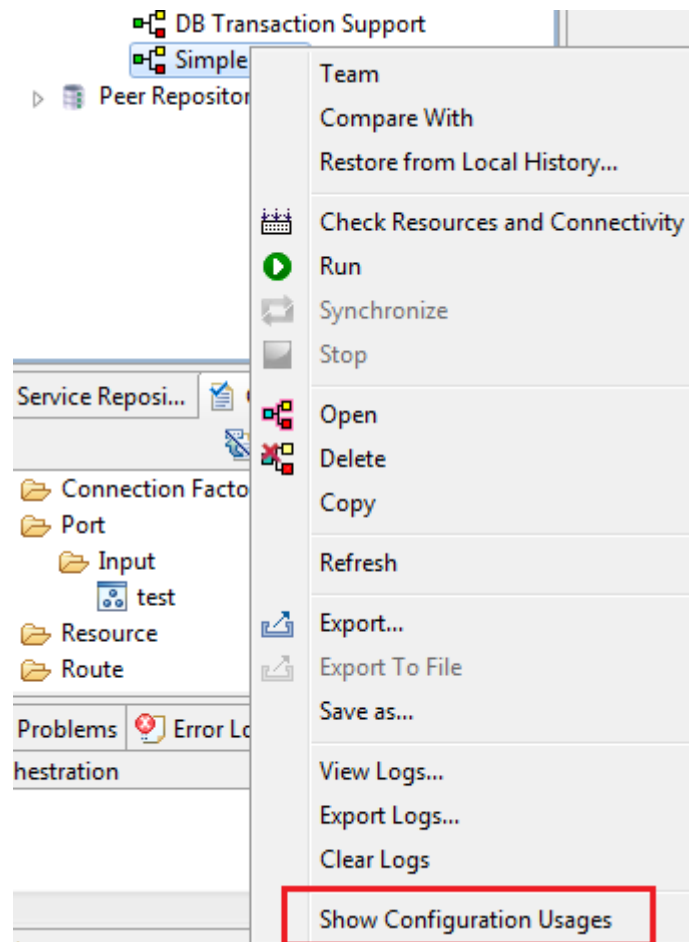 DB Transaction Support
Simple
Peer Repositor
Team
Compare With
Restore from Local History...
Check Resources and Connectivity
Run
Synchronize
Stop
Open
Delete
Copy
Refresh
Export...
Export To File
Save as...
View Logs...
Export Logs...
Clear Logs
Show Configuration Usages
Service Reposi...
Connection Facto
Port
Input
test
Resource
Route
Problems Error Lo
hestration